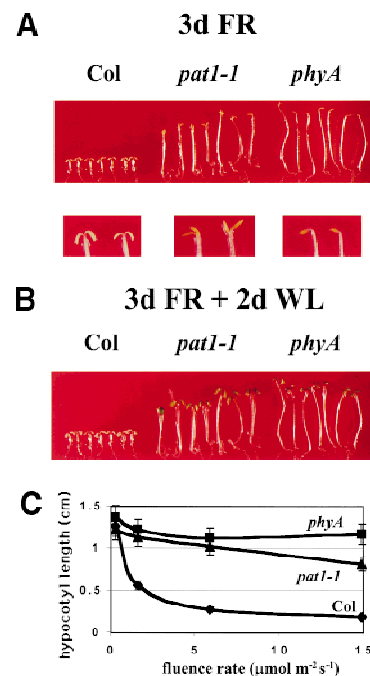 A
3d FR
Col pat1-1 phyA
B
3d FR + 2d WL
Col pat1-1 phyA
C
hypocotyl length (cm)
1.5
1
0.5
0
phyA
pat1-1
Col
0 5 10 15
fluence rate (µmol m-2 s-1)